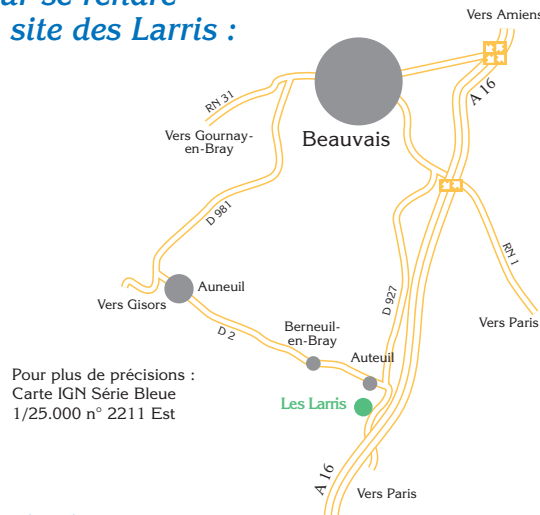 se rendre
site des Larris :
Vers Amiens
A 16
RN 31
Vers Gournay-
en-Bray
Beauvais
D 981
RN 1
Auneuil
Vers Gisors
D 2
D 927
Berneuil-
en-Bray
Vers Paris
Auteuil
Pour plus de précisions :
Carte IGN Série Bleue
1/25.000 n° 2211 Est
Les Larris
A 16
Vers Paris